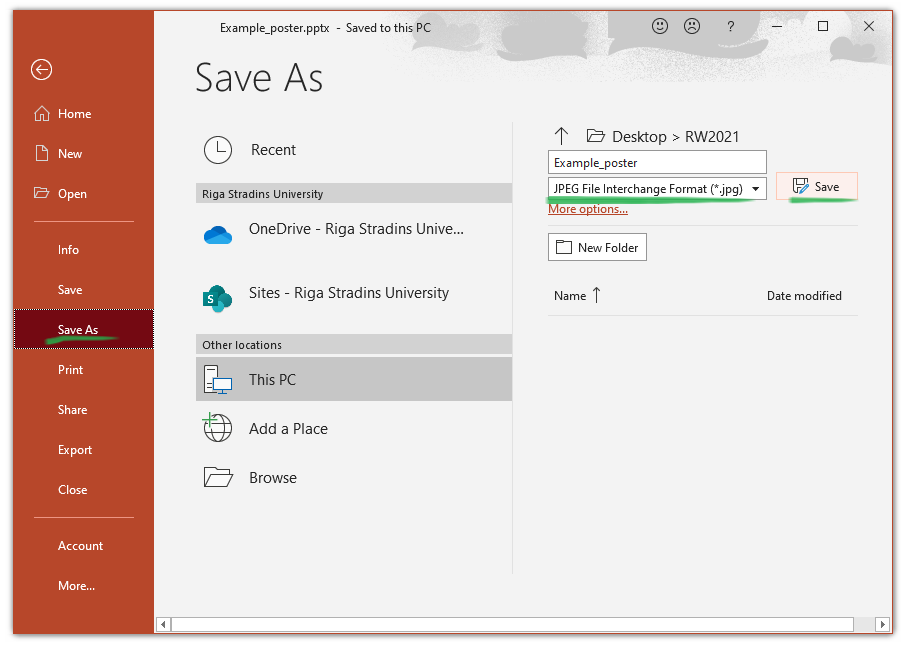 Example_poster.pptx - Saved to this PC
?
Save As
Home
New
Open
Info
Save
Save As
Print
Share
Export
Close
Account
More...
Recent
Riga Stradins University
OneDrive - Riga Stradins Unive...
S
Sites - Riga Stradins University
Other locations
This PC
Add a Place
Browse
Desktop > RW2021
Example_poster
JPEG File Interchange Format (*.jpg)
Save
More options...
New Folder
Name
Date modified